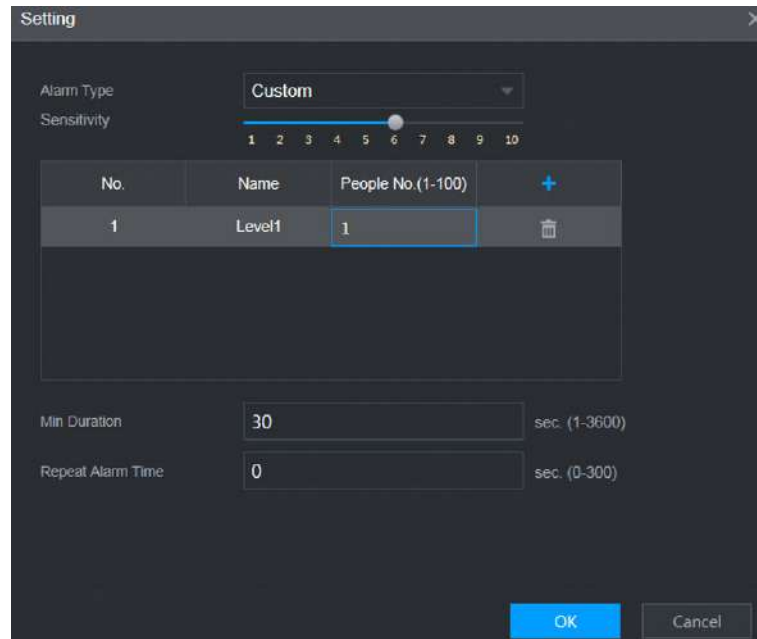 Setting
Alarm Type Custom
Sensitivity
1 2 3 4 5 6 7 8 9 10
No. Name People No.(1-100) +
1 Level1 1
Min Duration 30 sec. (1-3600)
Repeat Alarm Time 0 sec. (0-300)
OK Cancel